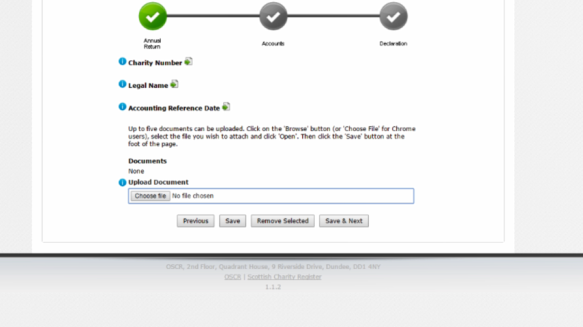 Annual
Return
Accounts
Declaration
Charity Number
Legal Name
Accounting Reference Date
Up to five documents can be uploaded. Click on the 'Browse' button (or 'Choose File' for Chrome
users), select the file you wish to attach and click 'Open'. Then click the 'Save' button at the
foot of the page.
Documents
None
Upload Document
Choose file No file chosen
Previous Save Remove Selected Save & Next
OSCR, 2nd Floor, Quadrant House, 9 Riverside Drive, Dundee, DD1 4NY
OSCR | Scottish Charity Register
1.1.2